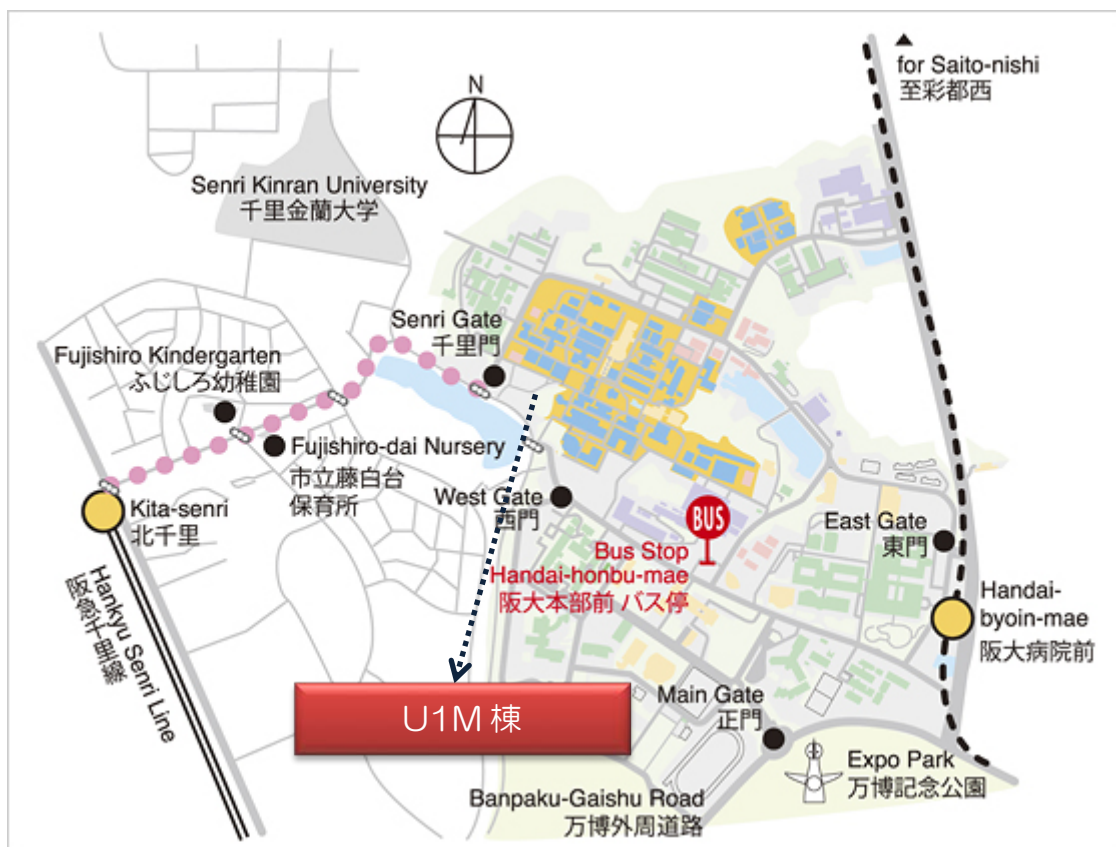 for Saito-nishi
至彩都西
N
Senri Kinran University
千里金蘭大学
Senri Gate
千里門
Fujishiro Kindergarten
ふじしろ幼稚園
Fujishiro-dai Nursery
市立藤白台
保育所
Kita-senri
北千里
West Gate
西門
BUS
Bus Stop
Handai-honbu-mae
阪大本部前 バス停
East Gate
東門
Handai-
byoin-mae
阪大病院前
Hankyu Senri Line
阪急千里線
U1M 棟
Main Gate
正門
Expo Park
万博記念公園
Banpaku-Gaishu Road
万博外周道路